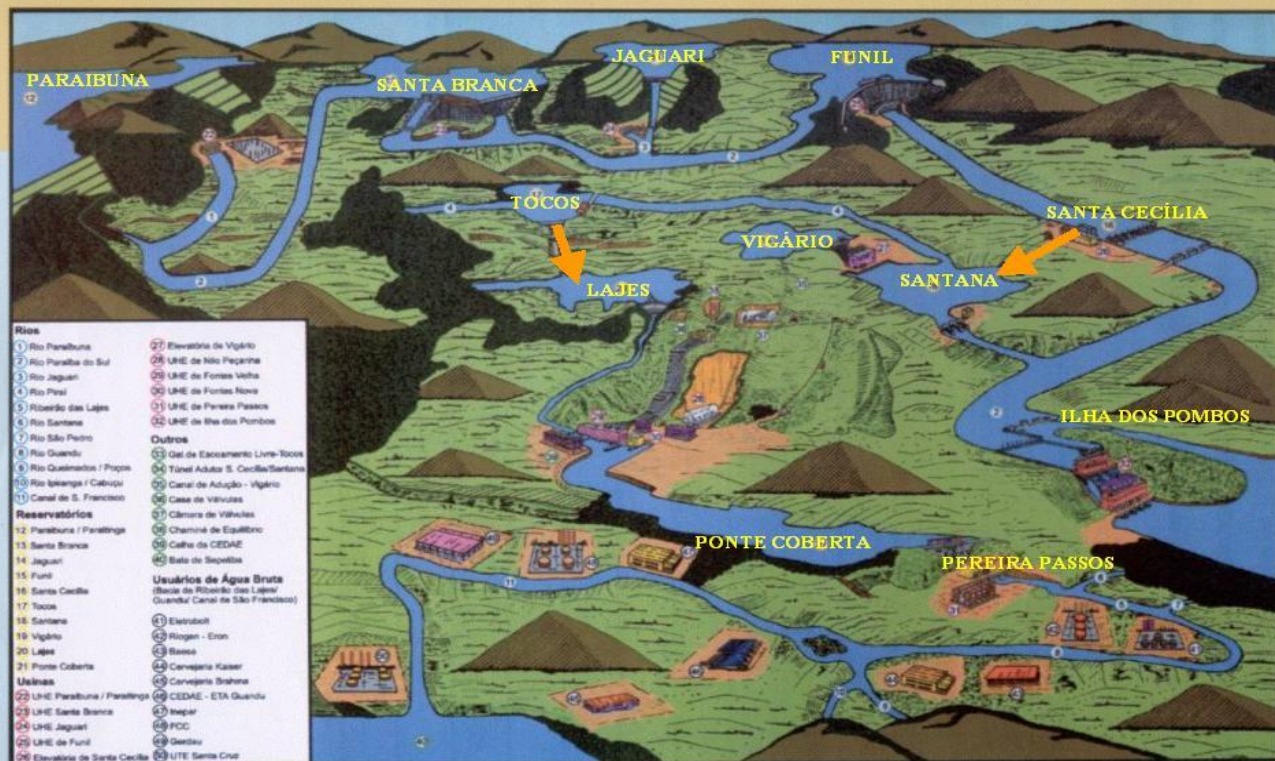 PARAIBUNA
SANTA BRANCA
JAGUARI
FUNIL
TOCOS
SANTA CECÍLIA
VIGÁRIO
LAJES
SANTANA
ILHA DOS POMBOS
PONTE COBERTA
PEREIRA PASSOS
Rios
1 Rio Paraibuna
2 Rio Paraíba do Sul
3 Rio Jaguari
4 Rio Piraí
5 Ribeirão das Lajes
6 Rio Santana
7 Rio São Pedro
8 Rio Guandu
9 Rio Queimados / Poços
10 Rio Ipiranga / Cabuçu
11 Canal de S. Francisco
Reservatórios
12 Paraibuna / Paraitinga
13 Santa Branca
14 Jaguari
15 Funil
16 Santa Cecília
17 Tocos
18 Santana
19 Vigário
20 Lajes
21 Ponte Coberta
Usinas
22 UHE Paraibuna / Paraitinga
23 UHE Santa Branca
24 UHE Jaguari
25 UHE de Funil
26 Elevatória de Santa Cecília
27 Elevatória de Vigário
28 UHE de Nilo Peçanha
29 UHE de Fontes Velha
30 UHE de Fontes Nova
31 UHE de Pereira Passos
32 UHE de Ilha dos Pombos
Outros
33 Gal de Escoamento Livre-Tocos
34 Túnel Adutor S. Cecília/Santana
35 Canal de Adução - Vigário
36 Casa de Válvulas
37 Câmara de Válvulas
38 Chaminé de Equilíbrio
39 Calha da CEDAE
40 Baía de Sepetiba
Usuários de Água Bruta
(Bacia de Ribeirão das Lajes/
Guandu/ Canal de São Francisco)
41 Eletrobolt
42 Riogen - Eron
43
44 Cervejaria Kaiser
45 Cervejaria Brahma
46 CEDAE - ETA Guandu
47 Inepar
48 FCC
49 Gerdau
50 UTE Santa Cruz